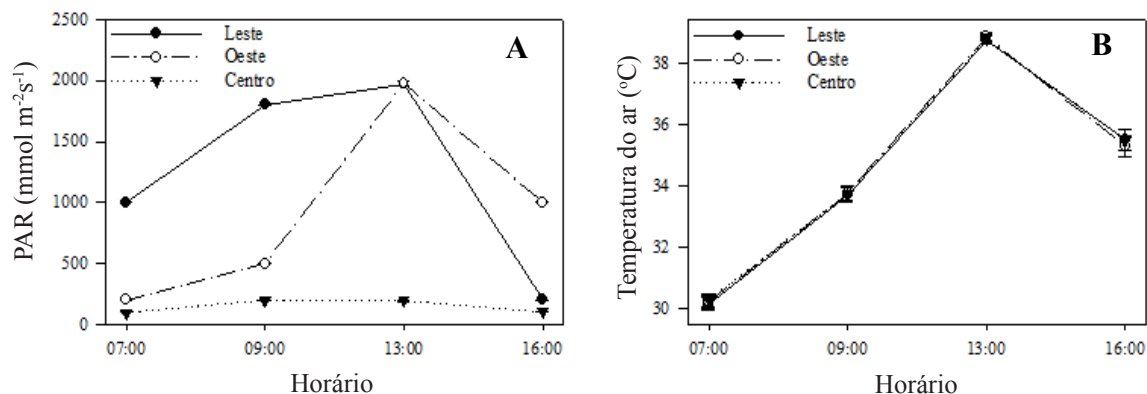 A
Leste
Oeste
Centro
PAR (mmol m⁻²s⁻¹)
2500
2000
1500
1000
500
0
07:00 09:00 13:00 16:00
Horário
B
Leste
Oeste
Centro
Temperatura do ar (°C)
38
36
34
32
30
07:00 09:00 13:00 16:00
Horário